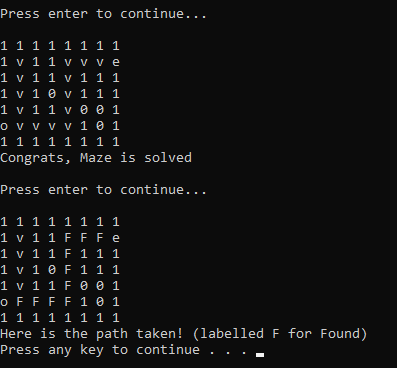 Press enter to continue...
1 1 1 1 1 1 1 1
1 v 1 1 v v v e
1 v 1 1 v 1 1 1
1 v 1 0 v 1 1 1
1 v 1 1 v 0 0 1
o v v v v 1 0 1
1 1 1 1 1 1 1 1
Congrats, Maze is solved
Press enter to continue...
1 1 1 1 1 1 1 1
1 v 1 1 F F F e
1 v 1 1 F 1 1 1
1 v 1 0 F 1 1 1
1 v 1 1 F 0 0 1
o F F F F 1 0 1
1 1 1 1 1 1 1 1
Here is the path taken! (labelled F for Found)
Press any key to continue . . .